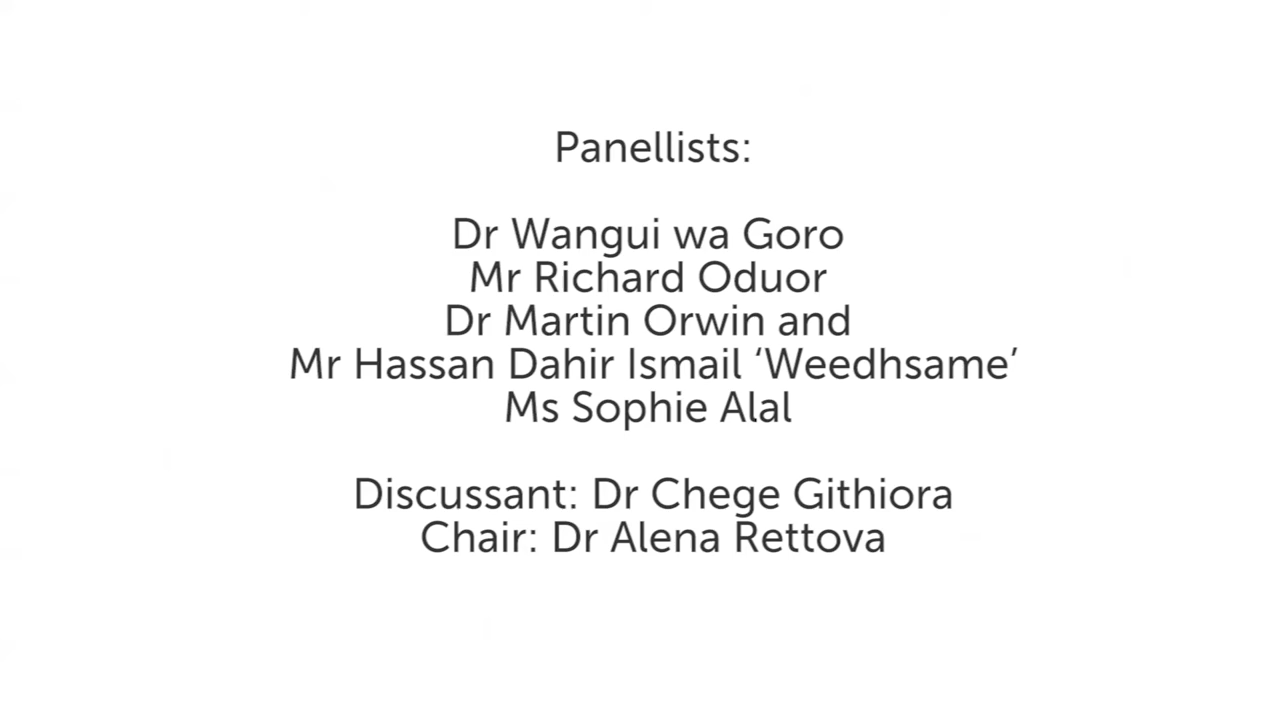 Panellists:
Dr Wangui wa Goro
Mr Richard Oduor
Dr Martin Orwin and
Mr Hassan Dahir Ismail ‘Weedhsame’
Ms Sophie Alal
Discussant: Dr Chege Githiora
Chair: Dr Alena Rettova